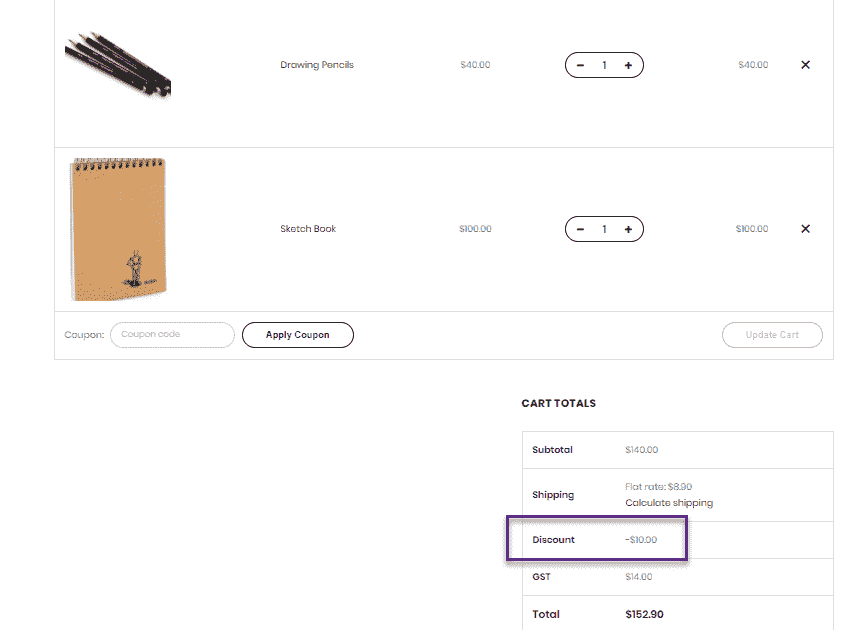 Drawing Pencils $40.00 − 1 + $40.00 ✕
Sketch Book $100.00 − 1 + $100.00 ✕
Coupon: Coupon code Apply Coupon Update Cart
CART TOTALS
Subtotal $140.00
Shipping Flat rate: $8.90
Calculate shipping
Discount -$10.00
GST $14.00
Total $152.90